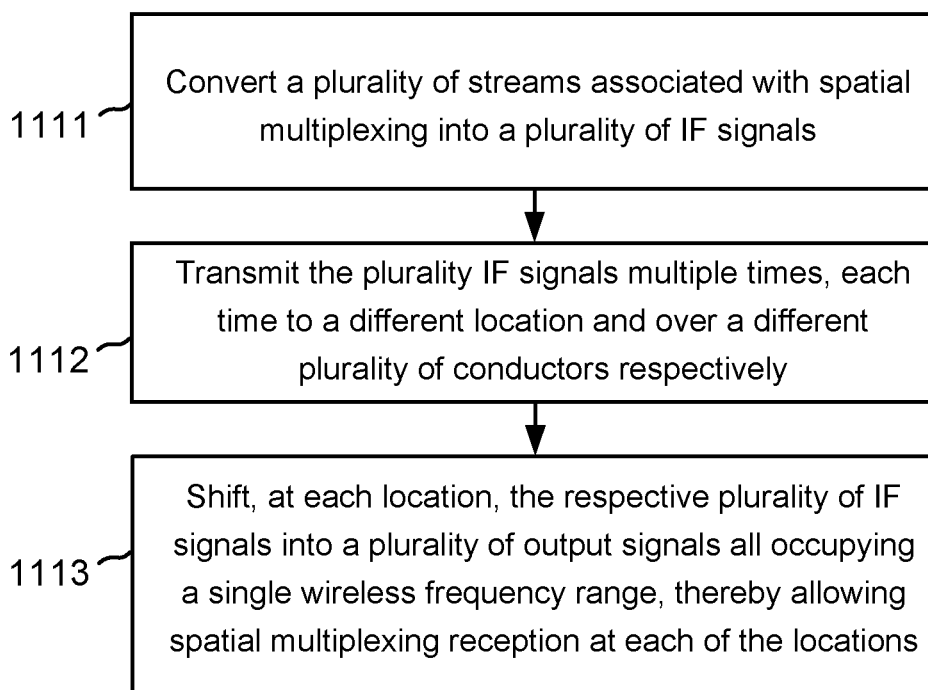 Convert a plurality of streams associated with spatial
multiplexing into a plurality of IF signals
1111
Transmit the plurality IF signals multiple times, each
time to a different location and over a different
plurality of conductors respectively
1112
Shift, at each location, the respective plurality of IF
signals into a plurality of output signals all occupying
a single wireless frequency range, thereby allowing
spatial multiplexing reception at each of the locations
1113